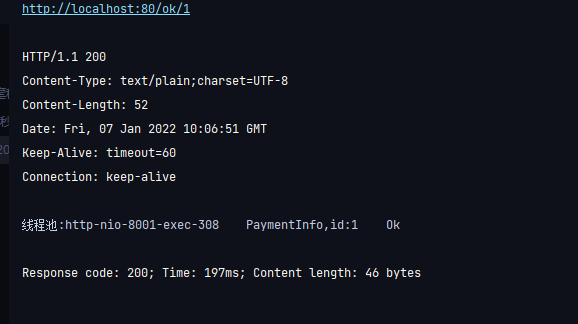 http://localhost:80/ok/1
HTTP/1.1 200
Content-Type: text/plain;charset=UTF-8
Content-Length: 52
Date: Fri, 07 Jan 2022 10:06:51 GMT
Keep-Alive: timeout=60
Connection: keep-alive
线程池:http-nio-8001-exec-308    PaymentInfo,id:1    Ok
Response code: 200; Time: 197ms; Content length: 46 bytes
秒
20